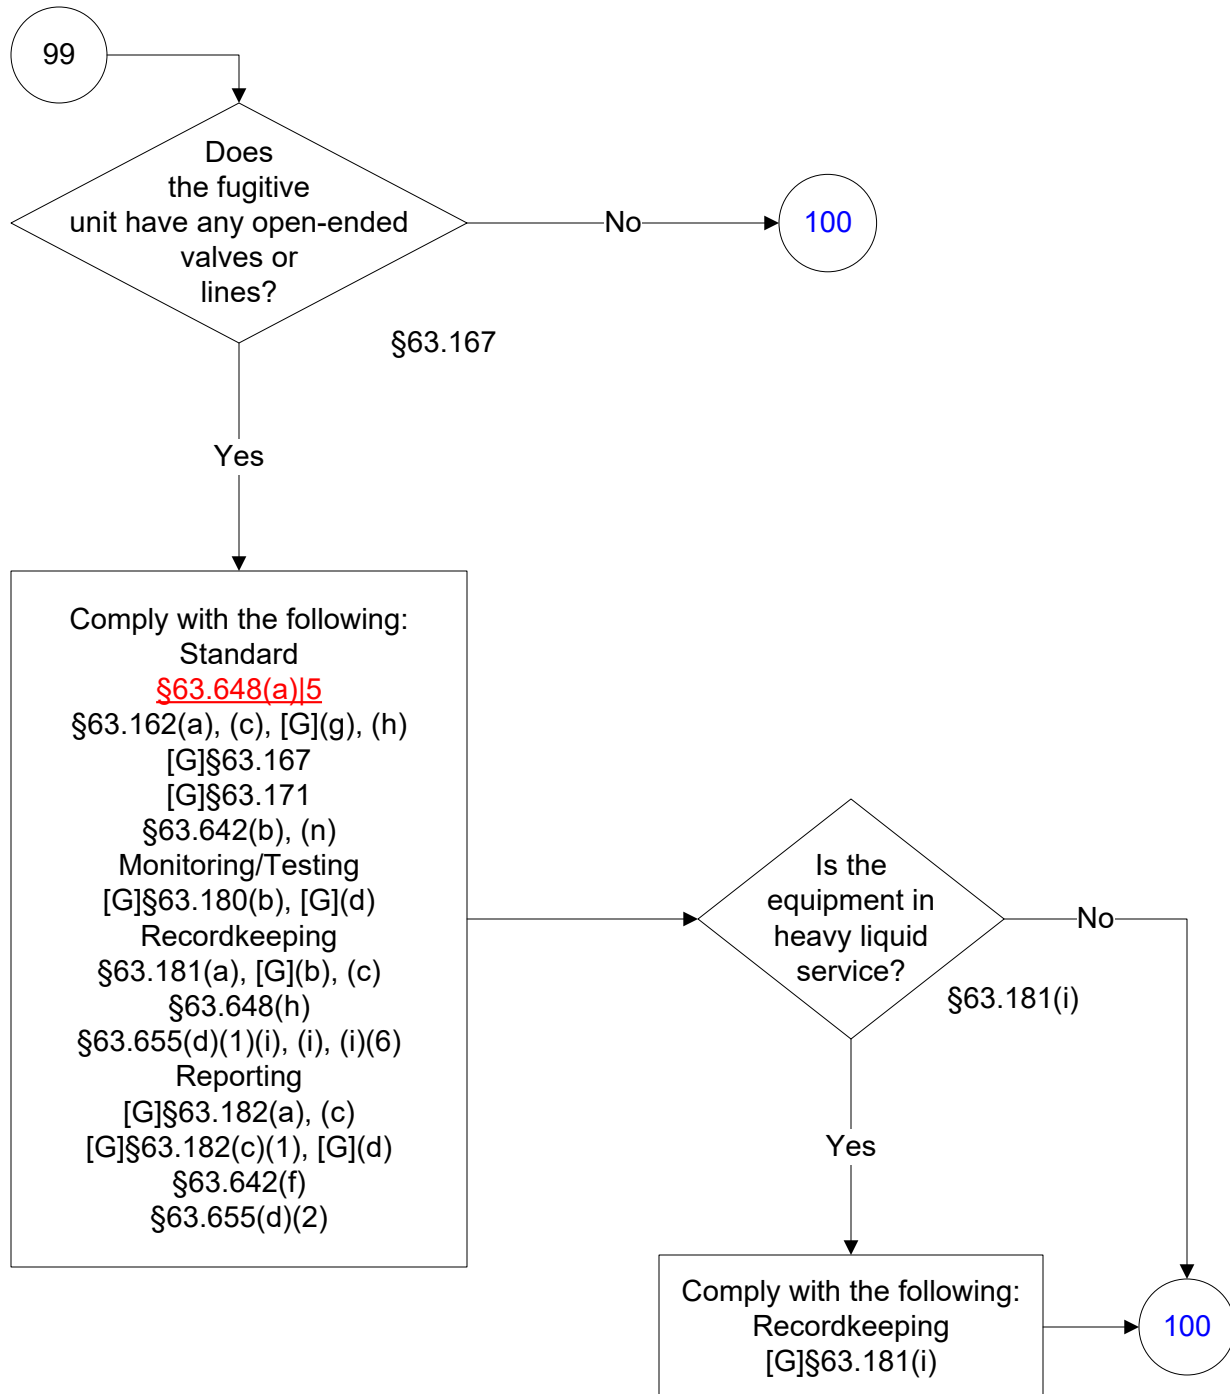 99
Does
the fugitive
unit have any open-ended
valves or
lines?
No
100
§63.167
Yes
Comply with the following:
Standard
§63.648(a)|5
§63.162(a), (c), [G](g), (h)
[G]§63.167
[G]§63.171
§63.642(b), (n)
Monitoring/Testing
[G]§63.180(b), [G](d)
Recordkeeping
§63.181(a), [G](b), (c)
§63.648(h)
§63.655(d)(1)(i), (i), (i)(6)
Reporting
[G]§63.182(a), (c)
[G]§63.182(c)(1), [G](d)
§63.642(f)
§63.655(d)(2)
Is the
equipment in
heavy liquid
service?
No
§63.181(i)
Yes
Comply with the following:
Recordkeeping
[G]§63.181(i)
100